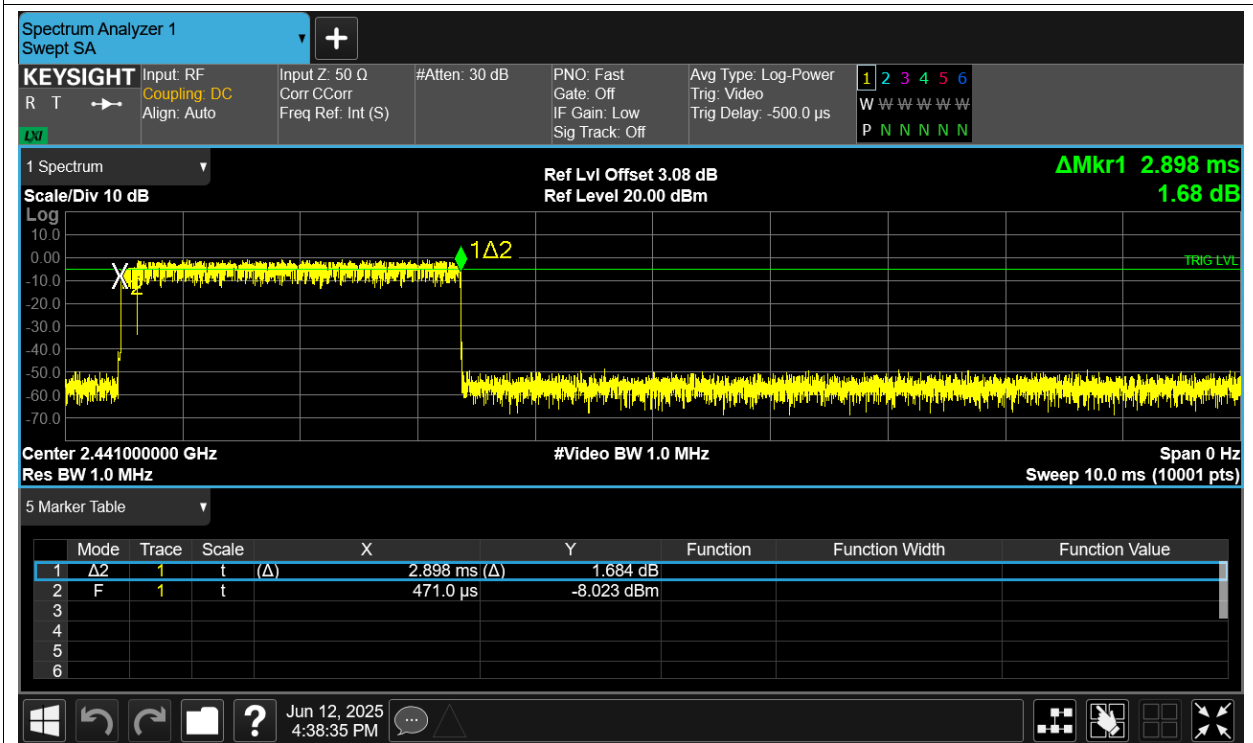 Spectrum Analyzer 1
Swept SA
KEYSIGHT
R T
LXI
Input: RF
Coupling: DC
Align: Auto
Input Z: 50 Ω
Corr CCorr
Freq Ref: Int (S)
#Atten: 30 dB
PNO: Fast
Gate: Off
IF Gain: Low
Sig Track: Off
Avg Type: Log-Power
Trig: Video
Trig Delay: -500.0 µs
1 2 3 4 5 6
W W W W W W
P N N N N N
1 Spectrum
Scale/Div 10 dB
Ref Lvl Offset 3.08 dB
Ref Level 20.00 dBm
ΔMkr1 2.898 ms
1.68 dB
Log
10.0
0.00
-10.0
-20.0
-30.0
-40.0
-50.0
-60.0
-70.0
X2
1Δ2
TRIG LVL
Center 2.441000000 GHz
Res BW 1.0 MHz
#Video BW 1.0 MHz
Span 0 Hz
Sweep 10.0 ms (10001 pts)
5 Marker Table
Mode Trace Scale X Y Function Function Width Function Value
1 Δ2 1 t (Δ) 2.898 ms (Δ) 1.684 dB
2 F 1 t 471.0 µs -8.023 dBm
3
4
5
6
?
Jun 12, 2025
4:38:35 PM